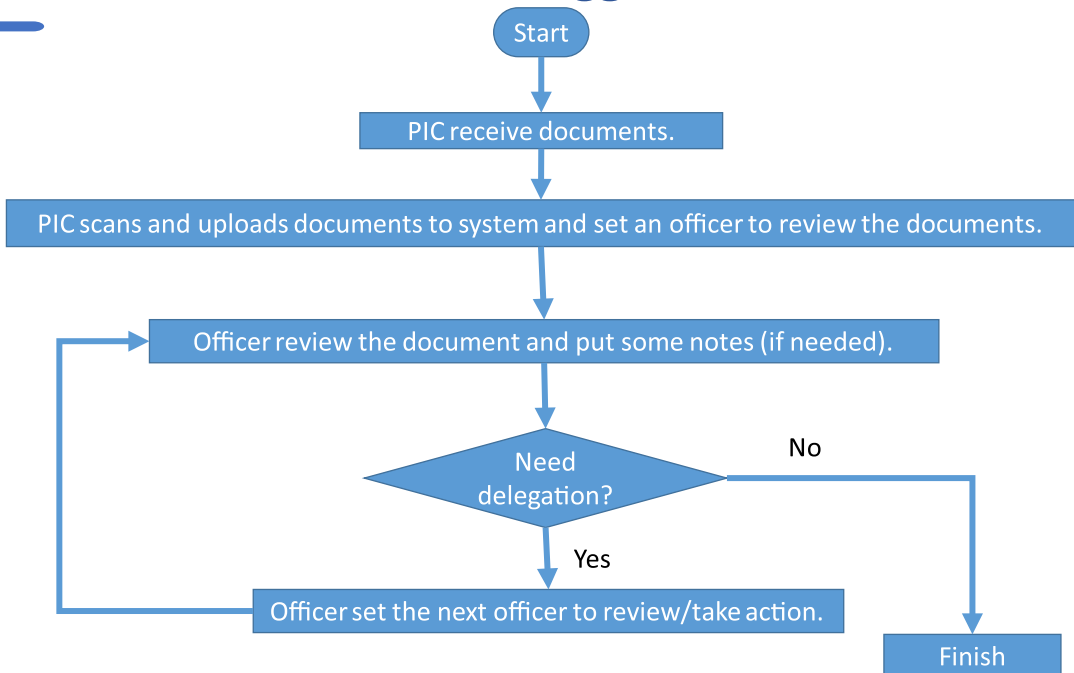 Start
PIC receive documents.
PIC scans and uploads documents to system and set an officer to review the documents.
Officer review the document and put some notes (if needed).
Need
delegation?
No
Yes
Officer set the next officer to review/take action.
Finish